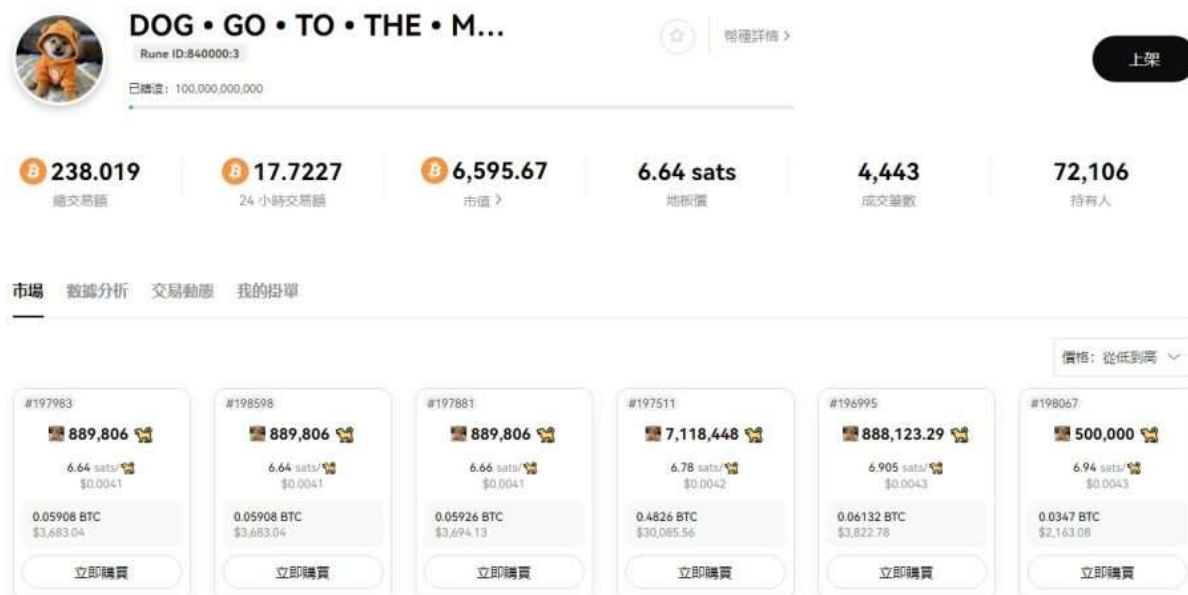 DOG • GO • TO • THE • M...
Rune ID:840000:3
幣種詳情 >
上架
已鑄造：100,000,000,000
238.019
17.7227
6,595.67
6.64 sats
4,443
72,106
總交易額
24 小時交易額
市值 >
地板價
成交筆數
持有人
市場 數據分析 交易動態 我的掛單
價格：從低到高
#197983
889,806
6.64 sats/
$0.0041
0.05908 BTC
$3,683.04
立即購買
#198598
889,806
6.64 sats/
$0.0041
0.05908 BTC
$3,683.04
立即購買
#197881
889,806
6.66 sats/
$0.0041
0.05926 BTC
$3,694.13
立即購買
#197511
7,118,448
6.78 sats/
$0.0042
0.4826 BTC
$30,085.56
立即購買
#196995
888,123.29
6.905 sats/
$0.0043
0.06132 BTC
$3,822.78
立即購買
#198067
500,000
6.94 sats/
$0.0043
0.0347 BTC
$2,163.08
立即購買